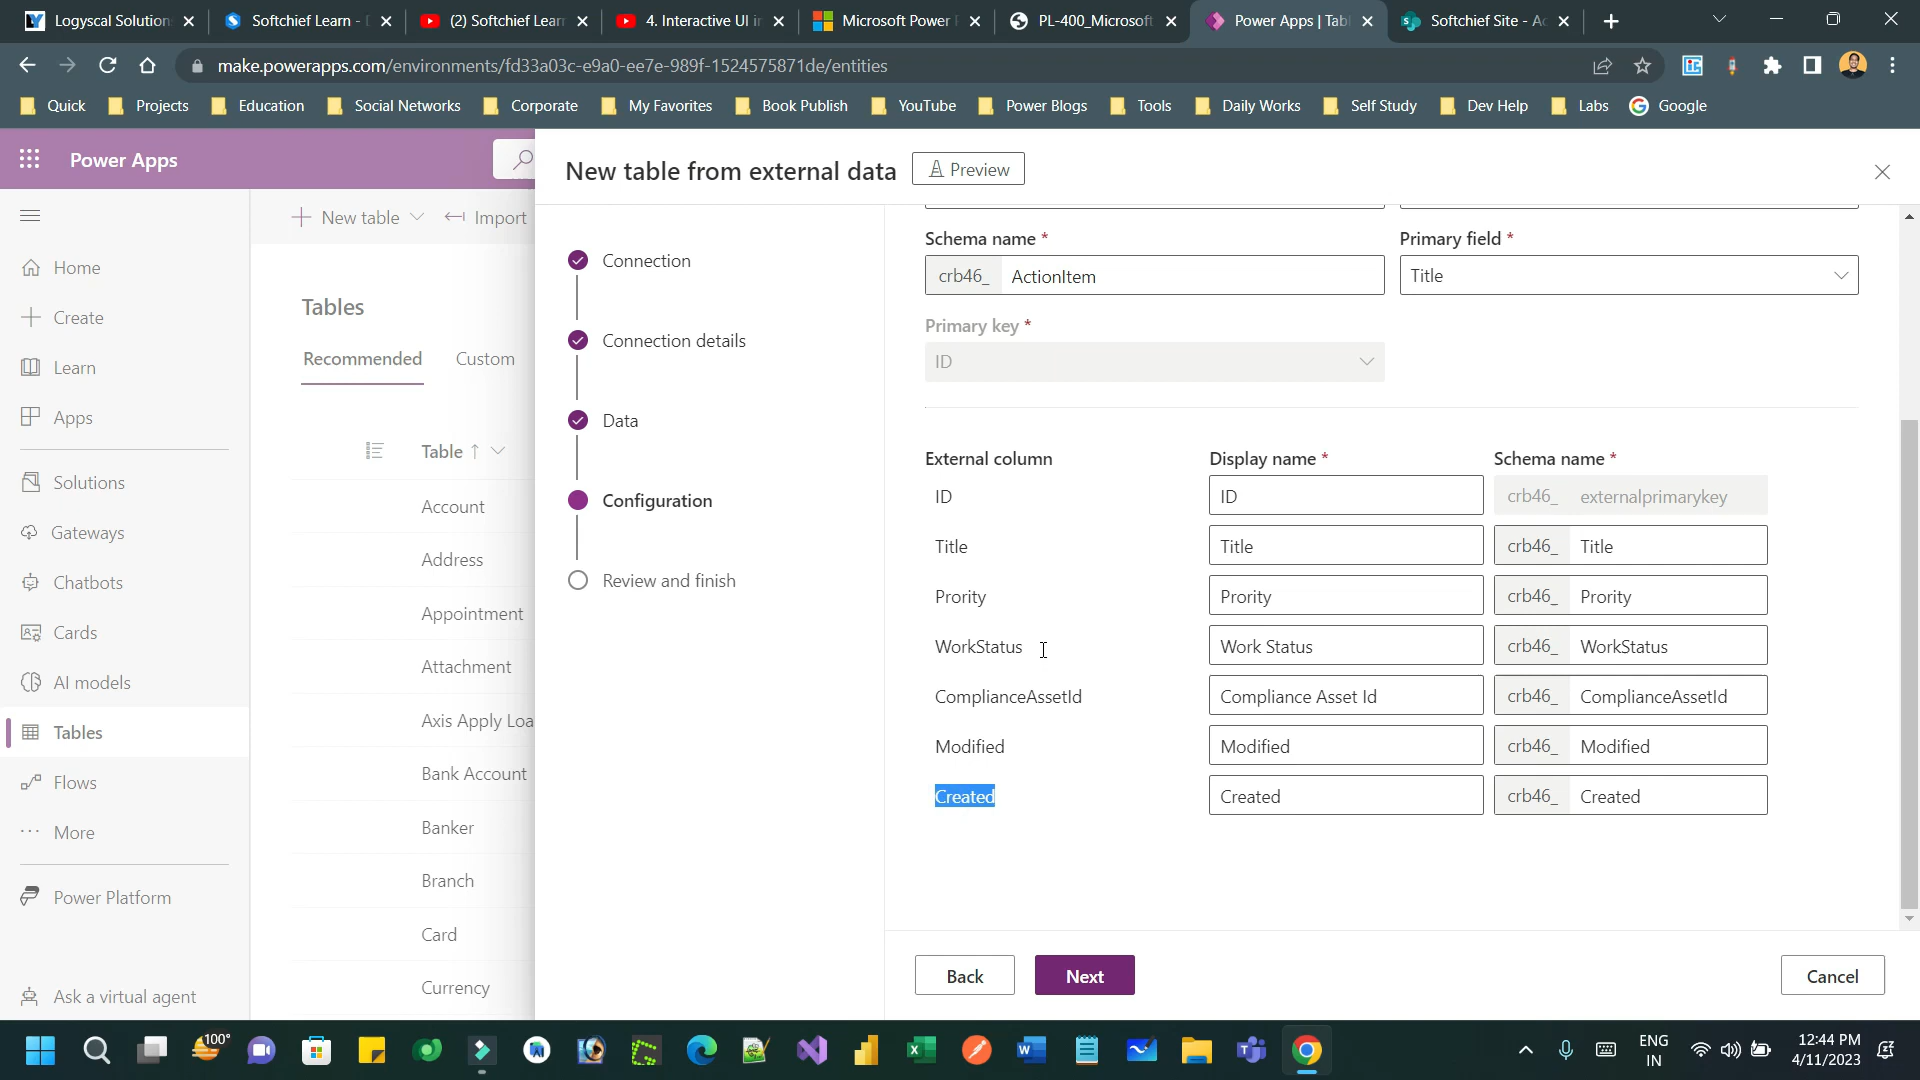 Logyscal Solution
Softchief Learn -
(2) Softchief Lear
4. Interactive UI i
Microsoft Power
PL-400_Microsoft
Power Apps | Tab
Softchief Site - Ac
make.powerapps.com/environments/fd33a03c-e9a0-ee7e-989f-1524575871de/entities
Quick
Projects
Education
Social Networks
Corporate
My Favorites
Book Publish
YouTube
Power Blogs
Tools
Daily Works
Self Study
Dev Help
Labs
Google
Power Apps
New table from external data
Preview
New table
Import
Home
Create
Learn
Apps
Solutions
Gateways
Chatbots
Cards
AI models
Tables
Flows
More
Power Platform
Ask a virtual agent
Tables
Recommended
Custom
Table
Account
Address
Appointment
Attachment
Axis Apply Loa
Bank Account
Banker
Branch
Card
Currency
Connection
Connection details
Data
Configuration
Review and finish
Schema name *
Primary field *
crb46_ ActionItem
Title
Primary key *
ID
External column Display name * Schema name *
ID ID crb46_ externalprimarykey
Title Title crb46_ Title
Prority Prority crb46_ Prority
WorkStatus Work Status crb46_ WorkStatus
ComplianceAssetId Compliance Asset Id crb46_ ComplianceAssetId
Modified Modified crb46_ Modified
Created Created crb46_ Created
Back
Next
Cancel
100°
ENG
IN
12:44 PM
4/11/2023